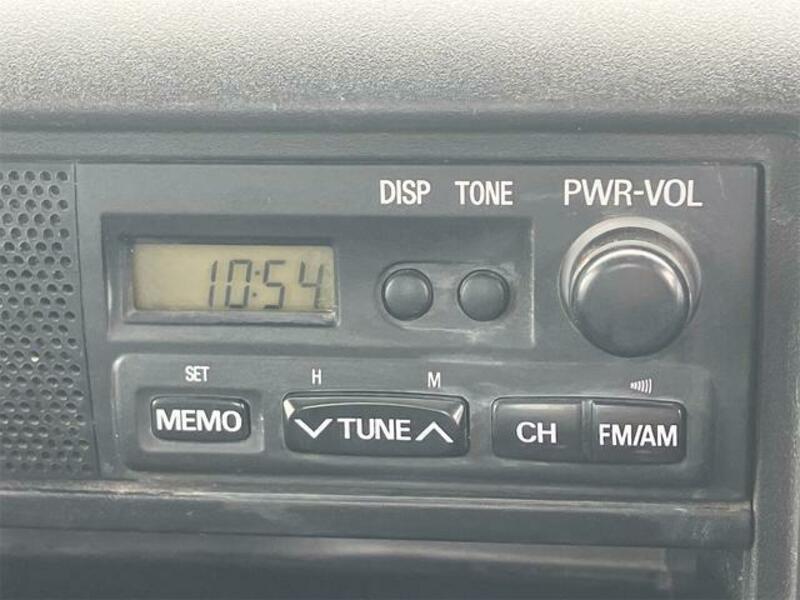 DISP TONE PWR-VOL
10:54
SET H M
MEMO TUNE CH FM/AM